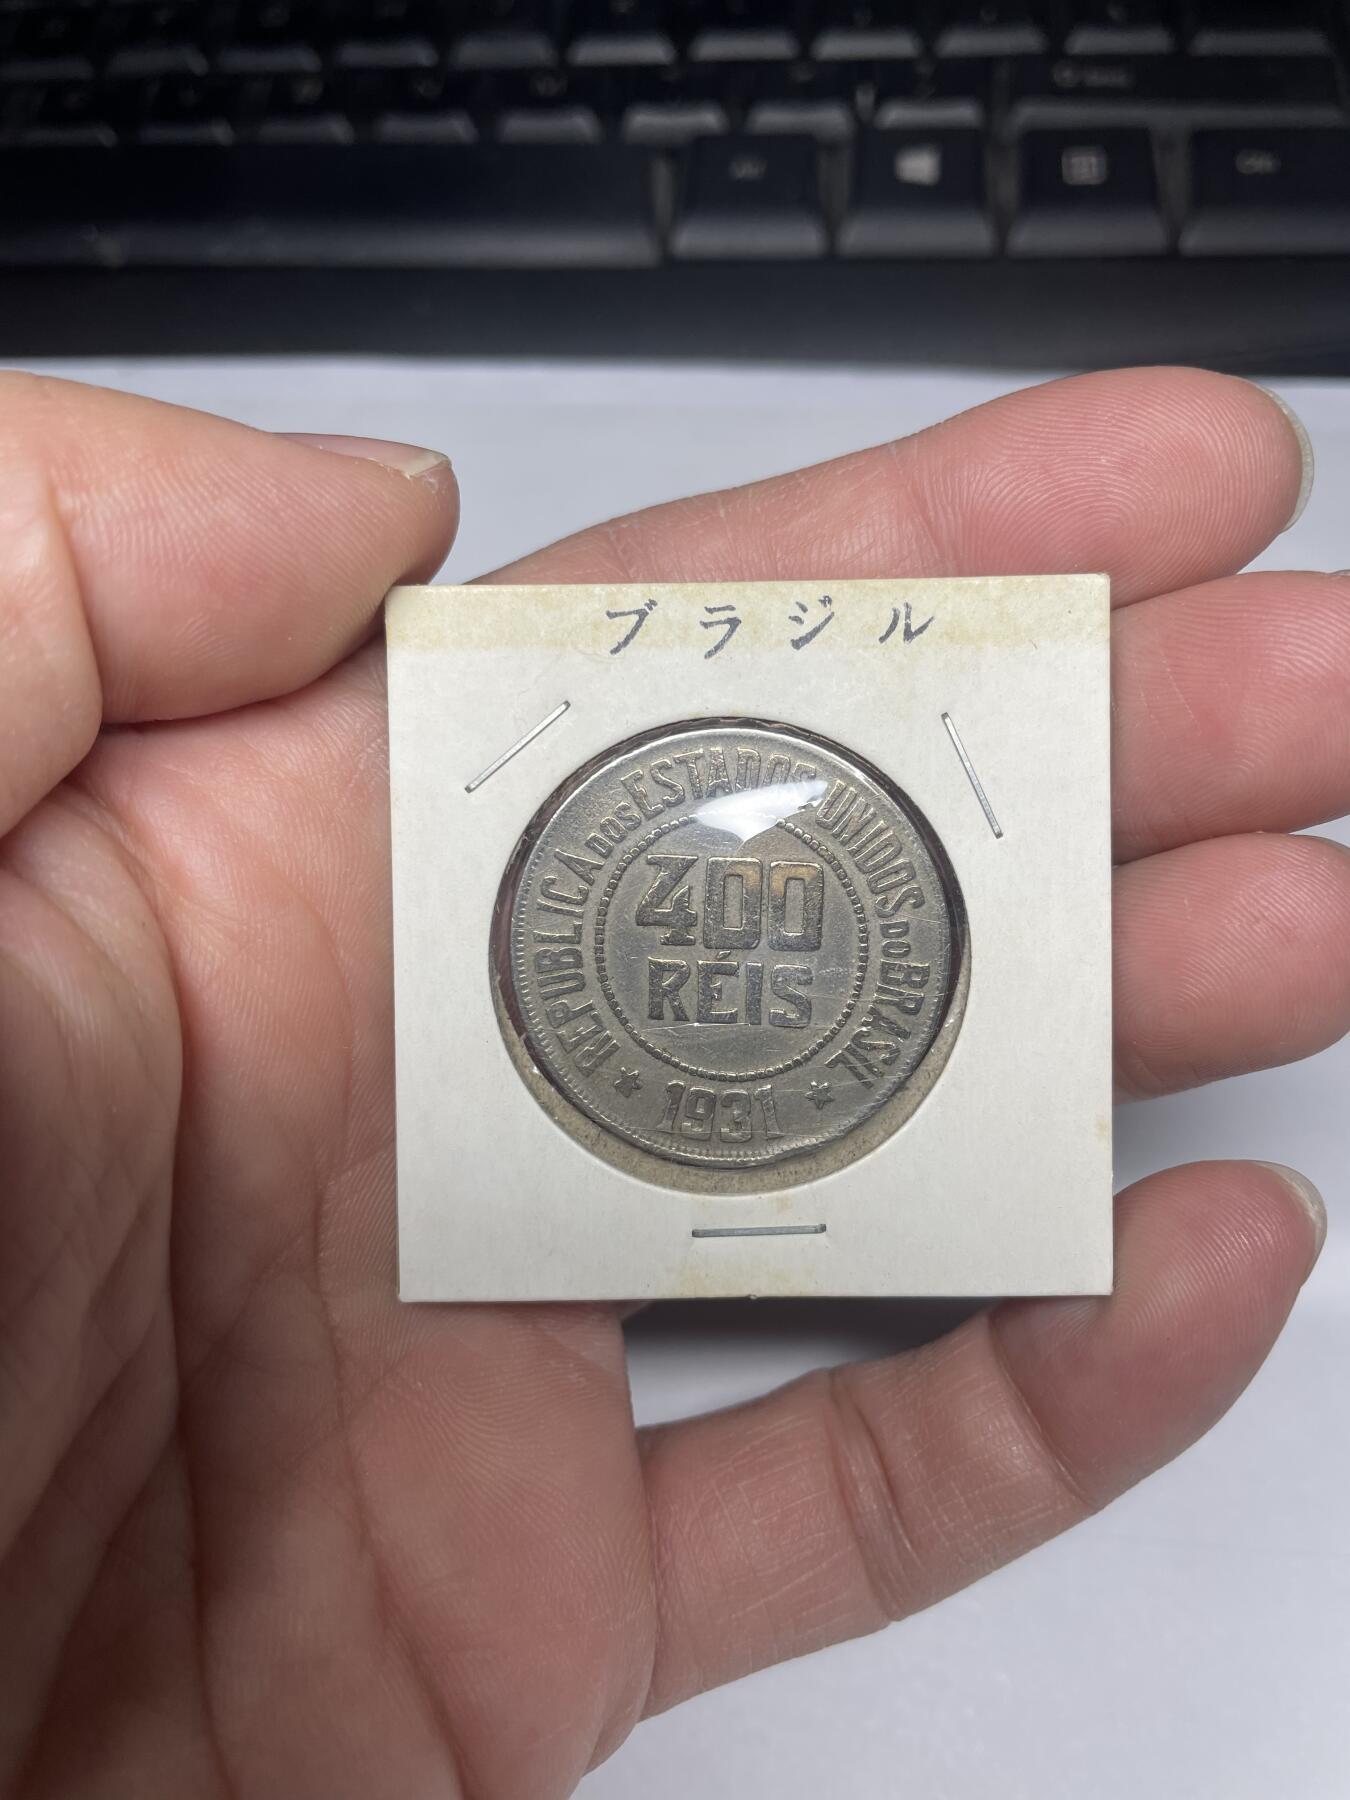 ブラジル
REPUBLICA DOS ESTADOS UNIDOS DO BRASIL
400
RÉIS
1931